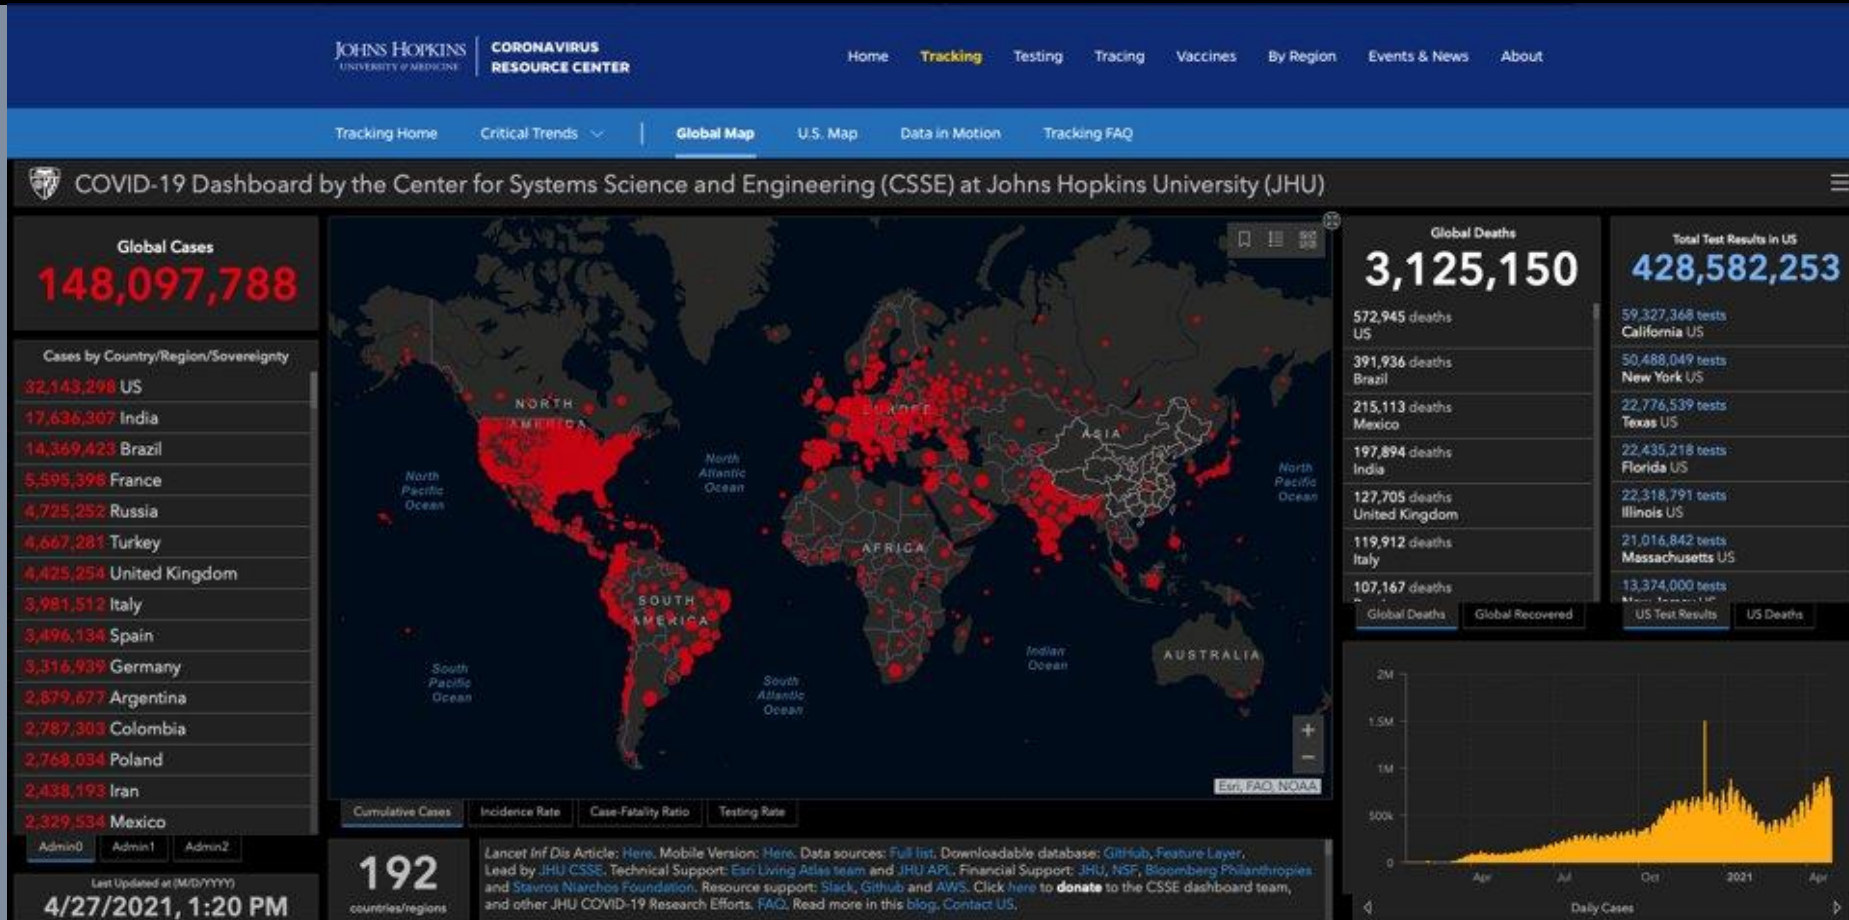 JOHNS HOPKINS
UNIVERSITY & MEDICINE
CORONAVIRUS
RESOURCE CENTER
Home
Tracking
Testing
Tracing
Vaccines
By Region
Events & News
About
Tracking Home
Critical Trends
Global Map
U.S. Map
Data in Motion
Tracking FAQ
COVID-19 Dashboard by the Center for Systems Science and Engineering (CSSE) at Johns Hopkins University (JHU)
Global Cases
148,097,788
Cases by Country/Region/Sovereignty
32,143,298 US
17,636,307 India
14,369,423 Brazil
5,595,398 France
4,725,252 Russia
4,667,281 Turkey
4,425,254 United Kingdom
3,981,512 Italy
3,496,134 Spain
3,316,939 Germany
2,879,677 Argentina
2,787,303 Colombia
2,768,034 Poland
2,438,193 Iran
2,329,534 Mexico
Admin0
Admin1
Admin2
Last Updated at (M/D/YYYY)
4/27/2021, 1:20 PM
NORTH
AMERICA
EUROPE
ASIA
North
Pacific
Ocean
North
Atlantic
Ocean
North
Pacific
Ocean
AFRICA
SOUTH
AMERICA
South
Pacific
Ocean
South
Atlantic
Ocean
Indian
Ocean
AUSTRALIA
+
−
Esri, FAO, NOAA
Cumulative Cases
Incidence Rate
Case-Fatality Ratio
Testing Rate
192
countries/regions
Lancet Inf Dis Article: Here. Mobile Version: Here. Data sources: Full list. Downloadable database: GitHub, Feature Layer.
Lead by JHU CSSE. Technical Support: Esri Living Atlas team and JHU APL. Financial Support: JHU, NSF, Bloomberg Philanthropies
and Stavros Niarchos Foundation. Resource support: Slack, Github and AWS. Click here to donate to the CSSE dashboard team,
and other JHU COVID-19 Research Efforts. FAQ. Read more in this blog. Contact US.
Global Deaths
3,125,150
572,945 deaths
US
391,936 deaths
Brazil
215,113 deaths
Mexico
197,894 deaths
India
127,705 deaths
United Kingdom
119,912 deaths
Italy
107,167 deaths
Global Deaths
Global Recovered
Total Test Results in US
428,582,253
59,327,368 tests
California US
50,488,049 tests
New York US
22,776,539 tests
Texas US
22,435,218 tests
Florida US
22,318,791 tests
Illinois US
21,016,842 tests
Massachusetts US
13,374,000 tests
US Test Results
US Deaths
2M
1.5M
1M
500k
0
Apr
Jul
Oct
2021
Apr
Daily Cases